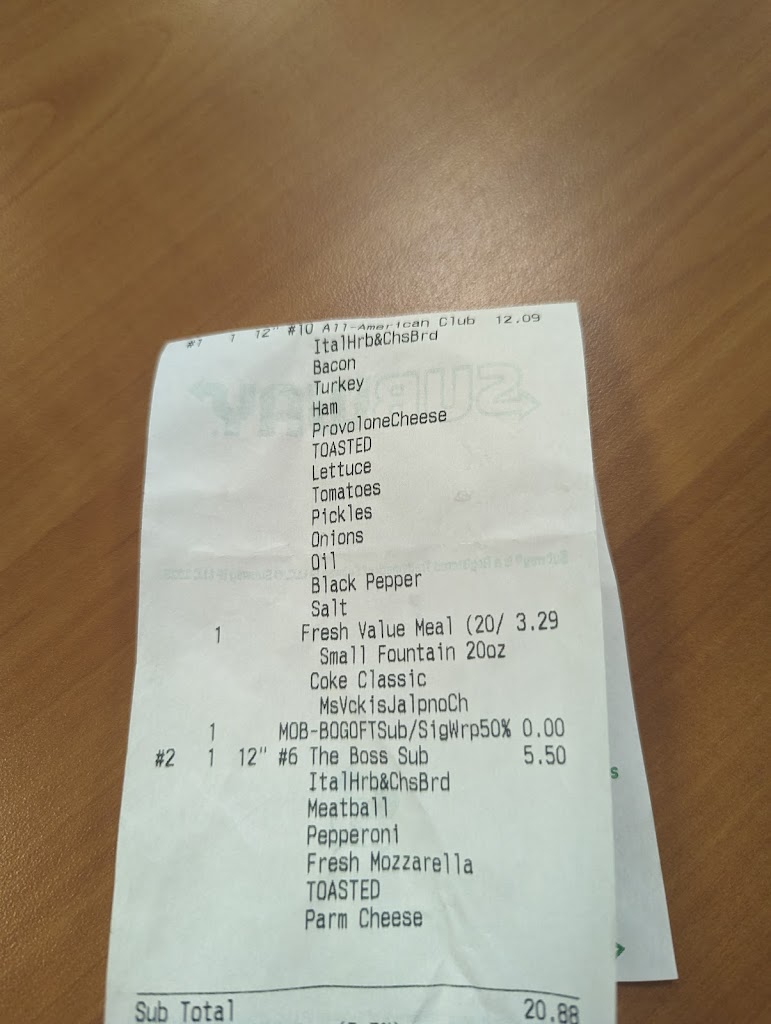 #1 1 12" #10 All-American Club 12.09
ItalHrb&ChsBrd
Bacon
Turkey
Ham
ProvoloneCheese
TOASTED
Lettuce
Tomatoes
Pickles
Onions
Oil
Black Pepper
Salt
1 Fresh Value Meal (20/ 3.29
Small Fountain 20oz
Coke Classic
MsVckisJalpnoCh
1 MOB-BOGOFTSub/SigWrp50% 0.00
#2 1 12" #6 The Boss Sub 5.50
ItalHrb&ChsBrd
Meatball
Pepperoni
Fresh Mozzarella
TOASTED
Parm Cheese
Sub Total 20.88
SUBWAY
s